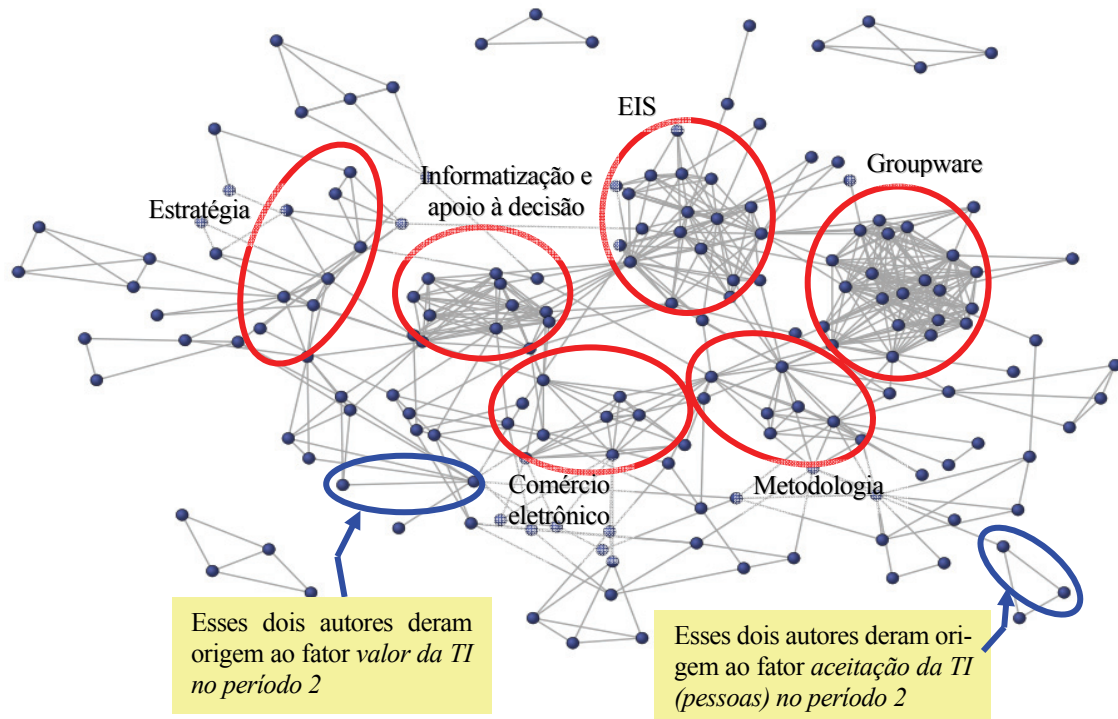 EIS
Groupware
Informatização e
apoio à decisão
Estratégia
Comércio
eletrônico
Metodologia
Esses dois autores deram
origem ao fator valor da TI
no período 2
Esses dois autores deram ori-
gem ao fator aceitação da TI
(pessoas) no período 2